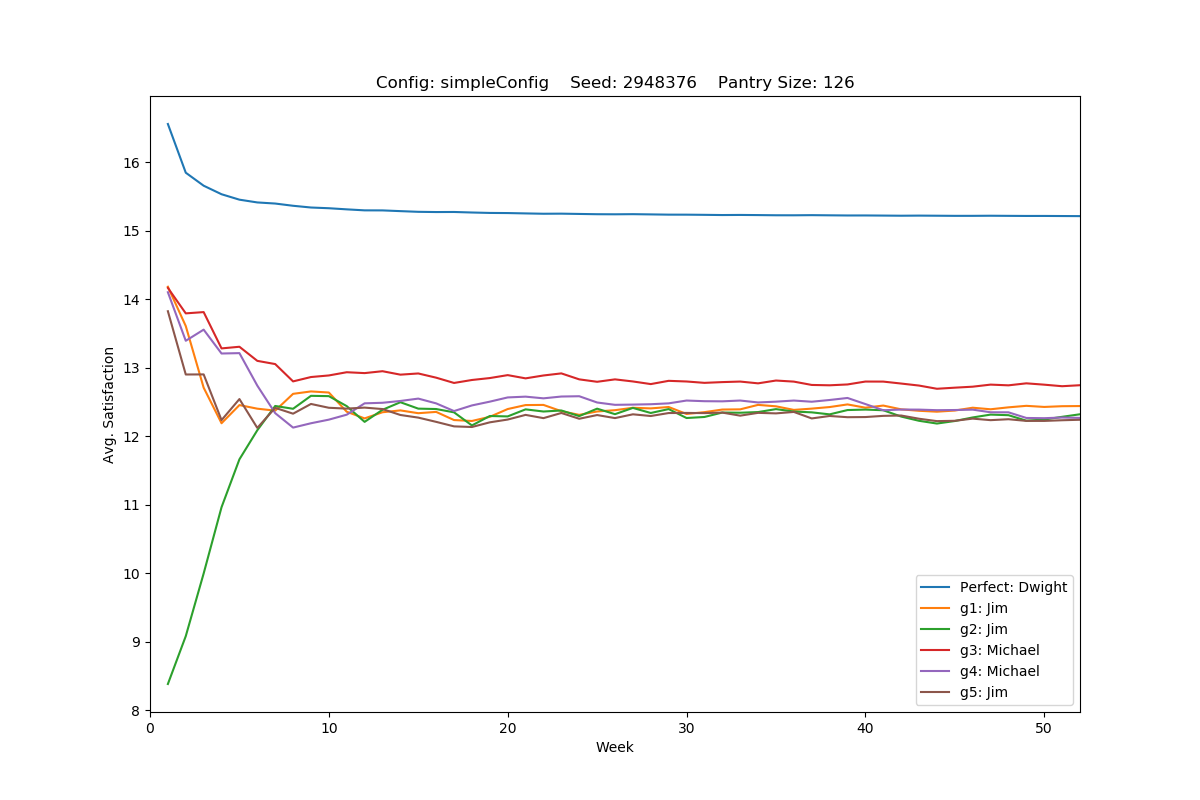 Config: simpleConfig    Seed: 2948376    Pantry Size: 126
Avg. Satisfaction
16
15
14
13
12
11
10
9
8
0
10
20
30
40
50
Week
Perfect: Dwight
g1: Jim
g2: Jim
g3: Michael
g4: Michael
g5: Jim